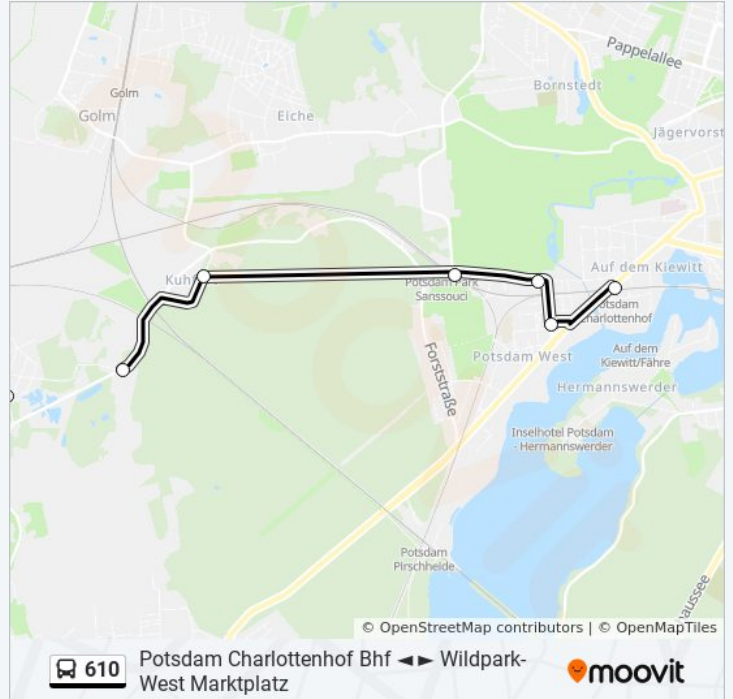 Pappelallee
Golm
Golm
Bornstedt
Eiche
Jägervorst
Kuhf
Auf dem Kiewitt
Potsdam Park
Sanssouci
otsdam
Charlottenhof
Potsdam West
Auf dem
Kiewitt/Fähre
Forststraße
Hermannswerder
Inselhotel Potsdam
- Hermannswerder
Potsdam
Pirschheide
aussee
© OpenStreetMap contributors | © OpenMapTiles
610
Potsdam Charlottenhof Bhf ◄► Wildpark-
West Marktplatz
moovit